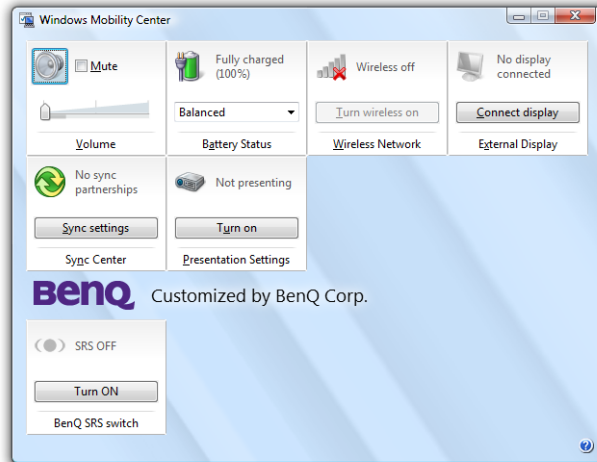 Windows Mobility Center
Mute
Volume
Fully charged
(100%)
Balanced
Battery Status
Wireless off
Turn wireless on
Wireless Network
No display
connected
Connect display
External Display
No sync
partnerships
Sync settings
Sync Center
Not presenting
Turn on
Presentation Settings
BenQ Customized by BenQ Corp.
SRS OFF
Turn ON
BenQ SRS switch